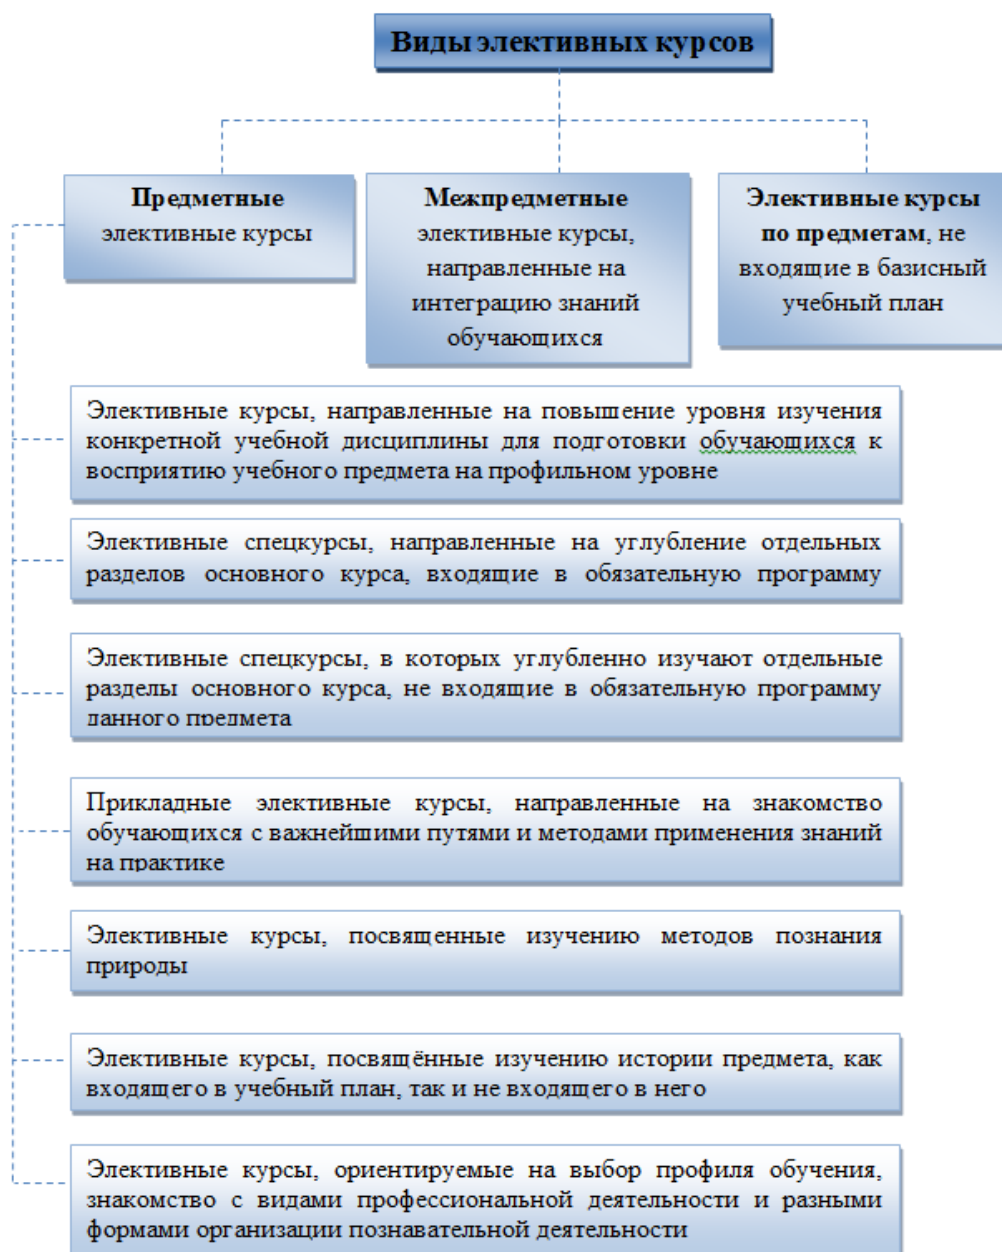 Виды элективных курсов
Предметные
элективные курсы
Межпредметные
элективные курсы,
направленные на
интеграцию знаний
обучающихся
Элективные курсы
по предметам, не
входящие в базисный
учебный план
Элективные курсы, направленные на повышение уровня изучения
конкретной учебной дисциплины для подготовки обучающихся к
восприятию учебного предмета на профильном уровне
Элективные спецкурсы, направленные на углубление отдельных
разделов основного курса, входящие в обязательную программу
Элективные спецкурсы, в которых углубленно изучают отдельные
разделы основного курса, не входящие в обязательную программу
данного предмета
Прикладные элективные курсы, направленные на знакомство
обучающихся с важнейшими путями и методами применения знаний
на практике
Элективные курсы, посвященные изучению методов познания
природы
Элективные курсы, посвящённые изучению истории предмета, как
входящего в учебный план, так и не входящего в него
Элективные курсы, ориентируемые на выбор профиля обучения,
знакомство с видами профессиональной деятельности и разными
формами организации познавательной деятельности